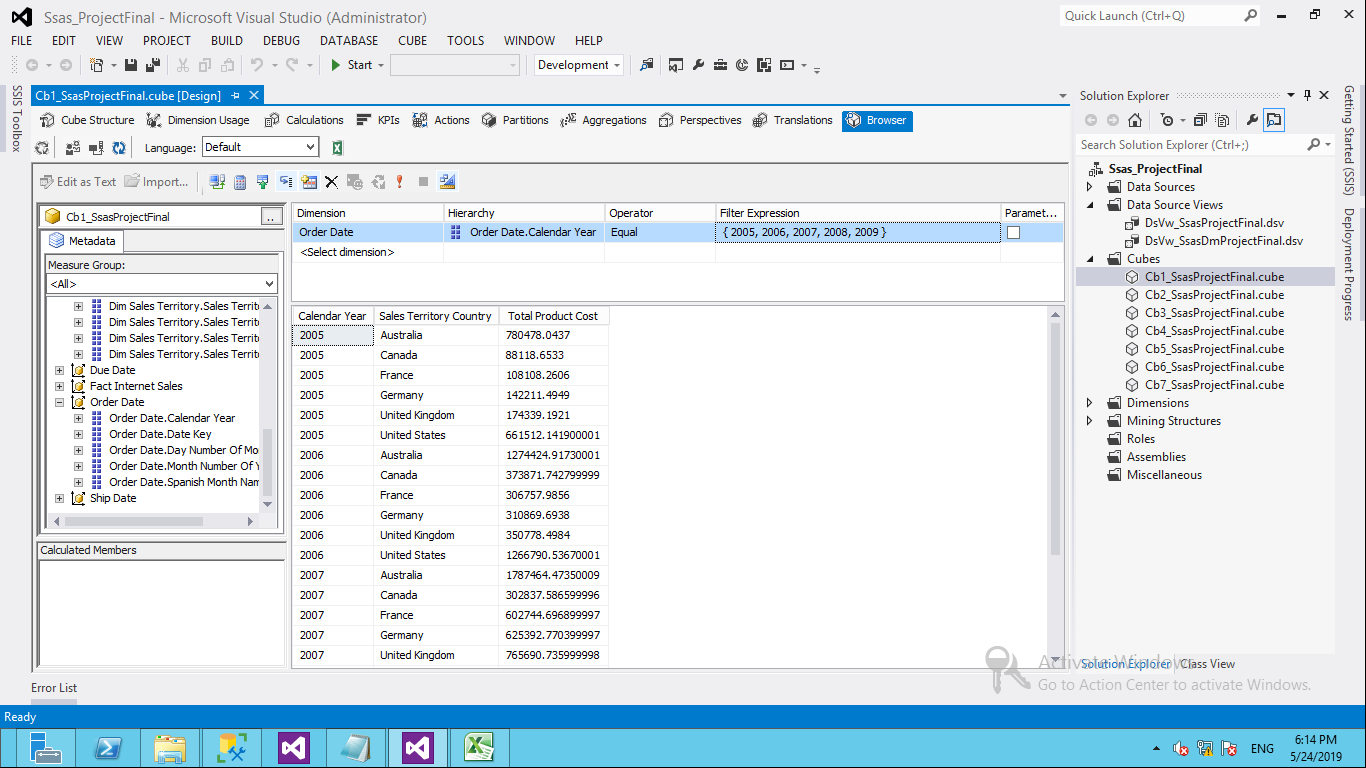 Ssas_ProjectFinal - Microsoft Visual Studio (Administrator)
Quick Launch (Ctrl+Q)
FILE EDIT VIEW PROJECT BUILD DEBUG DATABASE CUBE TOOLS WINDOW HELP
Start Development
SSIS Toolbox
Cb1_SsasProjectFinal.cube [Design]
Cube Structure Dimension Usage Calculations KPIs Actions Partitions Aggregations Perspectives Translations Browser
Language: Default
Edit as Text Import...
Cb1_SsasProjectFinal ..
Metadata
Measure Group:
<All>
Dim Sales Territory.Sales Territ
Dim Sales Territory.Sales Territ
Dim Sales Territory.Sales Territ
Dim Sales Territory.Sales Territ
Due Date
Fact Internet Sales
Order Date
Order Date.Calendar Year
Order Date.Date Key
Order Date.Day Number Of Mo
Order Date.Month Number Of Y
Order Date.Spanish Month Nam
Ship Date
Calculated Members
Dimension Hierarchy Operator Filter Expression Paramet...
Order Date Order Date.Calendar Year Equal { 2005, 2006, 2007, 2008, 2009 }
<Select dimension>
Calendar Year Sales Territory Country Total Product Cost
2005 Australia 780478.0437
2005 Canada 88118.6533
2005 France 108108.2606
2005 Germany 142211.4949
2005 United Kingdom 174339.1921
2005 United States 661512.141900001
2006 Australia 1274424.91730001
2006 Canada 373871.742799999
2006 France 306757.9856
2006 Germany 310869.6938
2006 United Kingdom 350778.4984
2006 United States 1266790.53670001
2007 Australia 1787464.47350009
2007 Canada 302837.586599996
2007 France 602744.696899997
2007 Germany 625392.770399997
2007 United Kingdom 765690.735999998
Solution Explorer
Search Solution Explorer (Ctrl+;)
Ssas_ProjectFinal
Data Sources
Data Source Views
DsVw_SsasProjectFinal.dsv
DsVw_SsasDmProjectFinal.dsv
Cubes
Cb1_SsasProjectFinal.cube
Cb2_SsasProjectFinal.cube
Cb3_SsasProjectFinal.cube
Cb4_SsasProjectFinal.cube
Cb5_SsasProjectFinal.cube
Cb6_SsasProjectFinal.cube
Cb7_SsasProjectFinal.cube
Dimensions
Mining Structures
Roles
Assemblies
Miscellaneous
Solution Explorer Class View
Getting Started (SSIS)
Deployment Progress
Activate Windows
Go to Action Center to activate Windows.
Error List
Ready
ENG
6:14 PM
5/24/2019